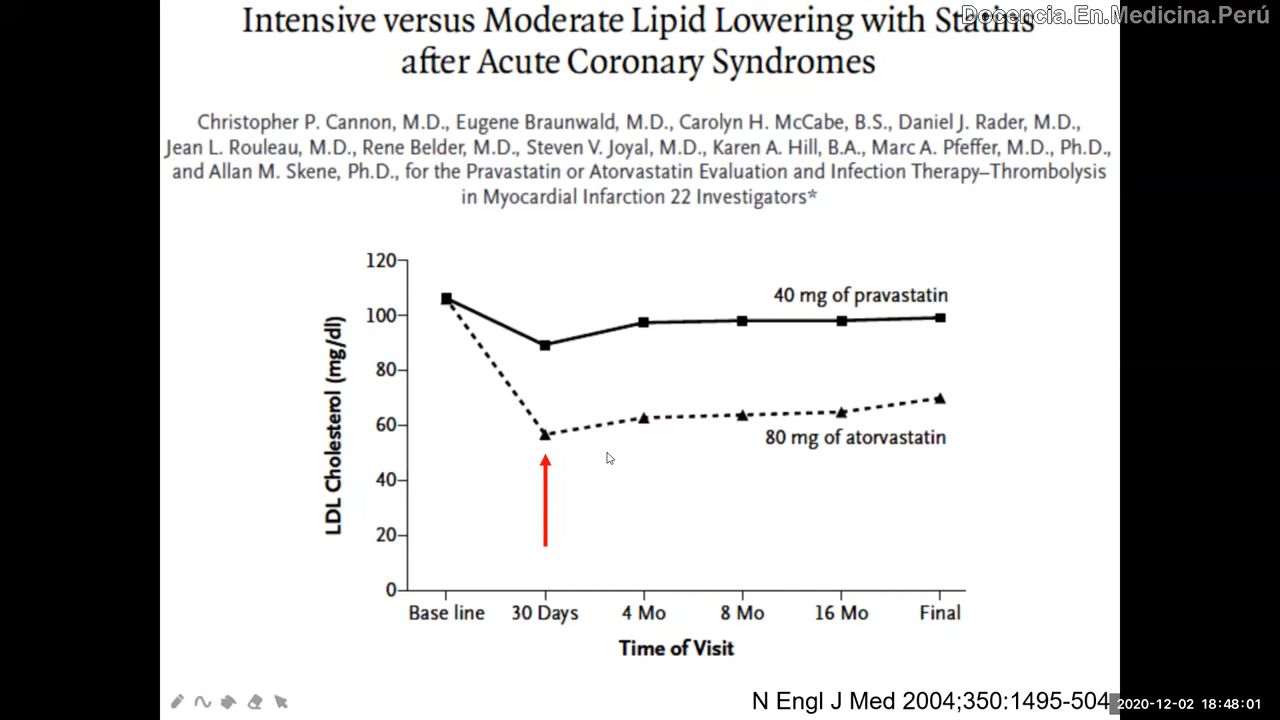 Docencia.En.Medicina.Perú
Intensive versus Moderate Lipid Lowering with Statins
after Acute Coronary Syndromes
Christopher P. Cannon, M.D., Eugene Braunwald, M.D., Carolyn H. McCabe, B.S., Daniel J. Rader, M.D.,
Jean L. Rouleau, M.D., Rene Belder, M.D., Steven V. Joyal, M.D., Karen A. Hill, B.A., Marc A. Pfeffer, M.D., Ph.D.,
and Allan M. Skene, Ph.D., for the Pravastatin or Atorvastatin Evaluation and Infection Therapy–Thrombolysis
in Myocardial Infarction 22 Investigators*
120
100
80
60
40
20
0
LDL Cholesterol (mg/dl)
40 mg of pravastatin
80 mg of atorvastatin
Base line 30 Days 4 Mo 8 Mo 16 Mo Final
Time of Visit
N Engl J Med 2004;350:1495-504
2020-12-02 18:48:01